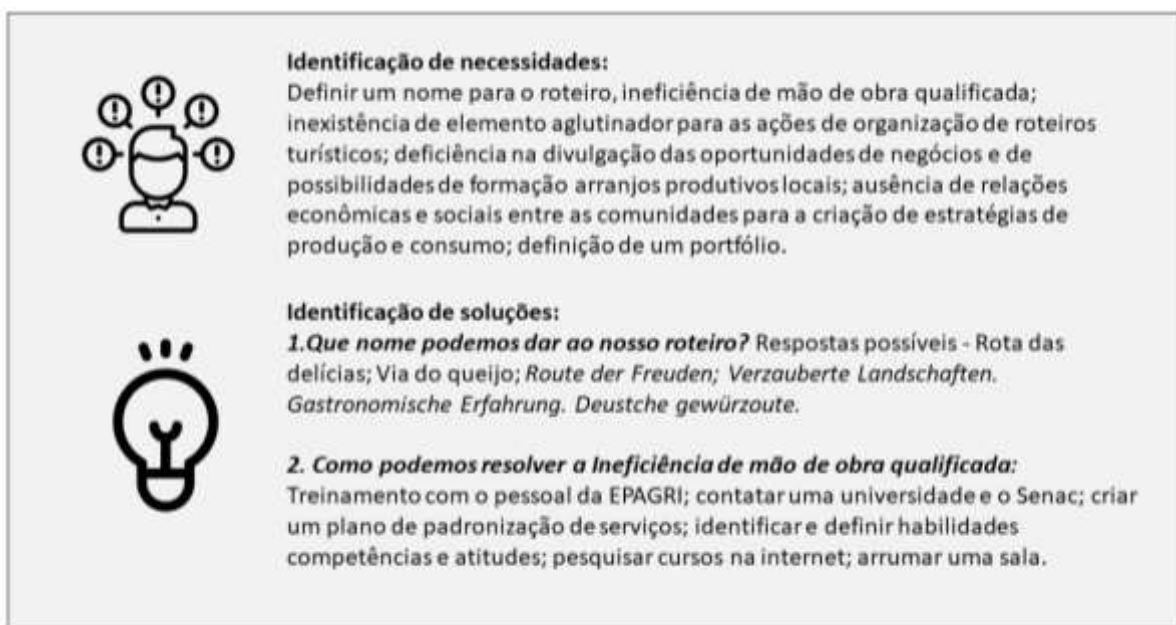 Identificação de necessidades:
Definir um nome para o roteiro, ineficiência de mão de obra qualificada;
inexistência de elemento aglutinador para as ações de organização de roteiros
turísticos; deficiência na divulgação das oportunidades de negócios e de
possibilidades de formação arranjos produtivos locais; ausência de relações
econômicas e sociais entre as comunidades para a criação de estratégias de
produção e consumo; definição de um portfólio.
Identificação de soluções:
1.Que nome podemos dar ao nosso roteiro? Respostas possíveis - Rota das
delícias; Via do queijo; Route der Freuden; Verzauberte Landschaften.
Gastronomische Erfahrung. Deustche gewürzoute.
2. Como podemos resolver a Ineficiência de mão de obra qualificada:
Treinamento com o pessoal da EPAGRI; contatar uma universidade e o Senac; criar
um plano de padronização de serviços; identificar e definir habilidades
competências e atitudes; pesquisar cursos na internet; arrumar uma sala.